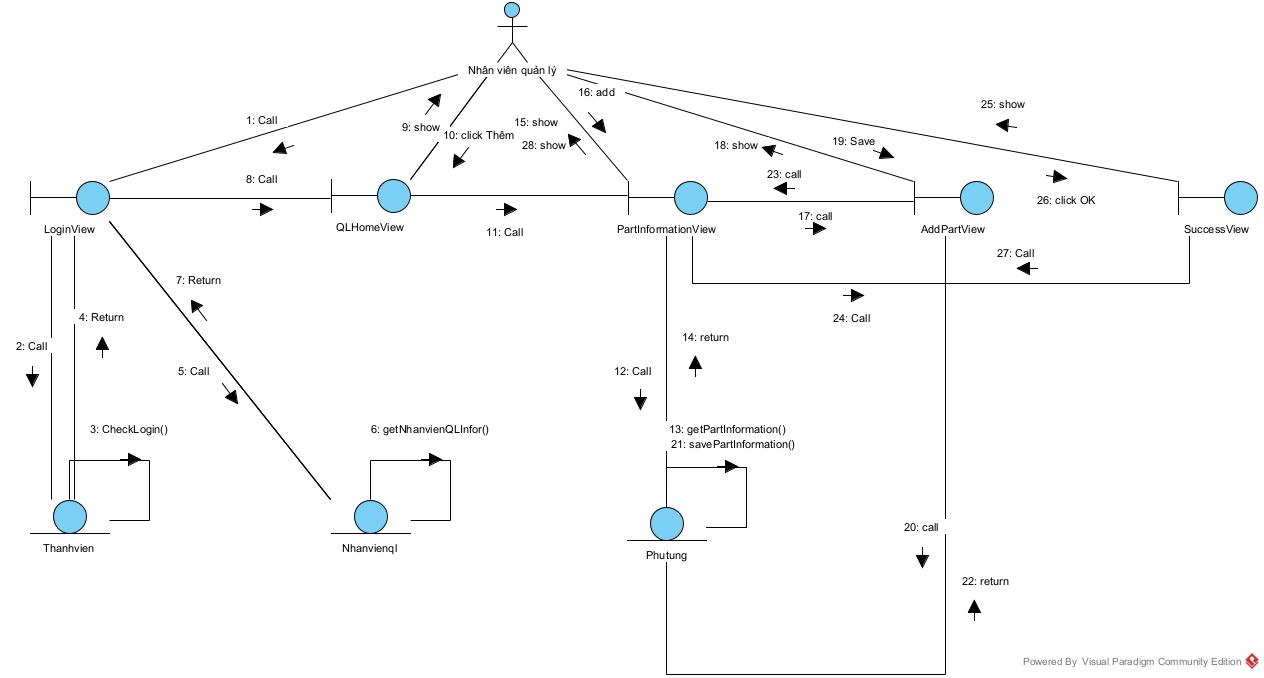 Nhân viên quản lý
16: add
25: show
1: Call
9: show
10: click Thêm
15: show
28: show
18: show
19: Save
8: Call
23: call
26: click OK
17: call
LoginView
QLHomeView
11: Call
PartInformationView
AddPartView
SuccessView
27: Call
7: Return
4: Return
24: Call
2: Call
14: return
5: Call
12: Call
3: CheckLogin()
6: getNhanvienQLInfor()
13: getPartInformation()
21: savePartInformation()
20: call
Thanhvien
Nhanvienql
Phutung
22: return
Powered By Visual Paradigm Community Edition